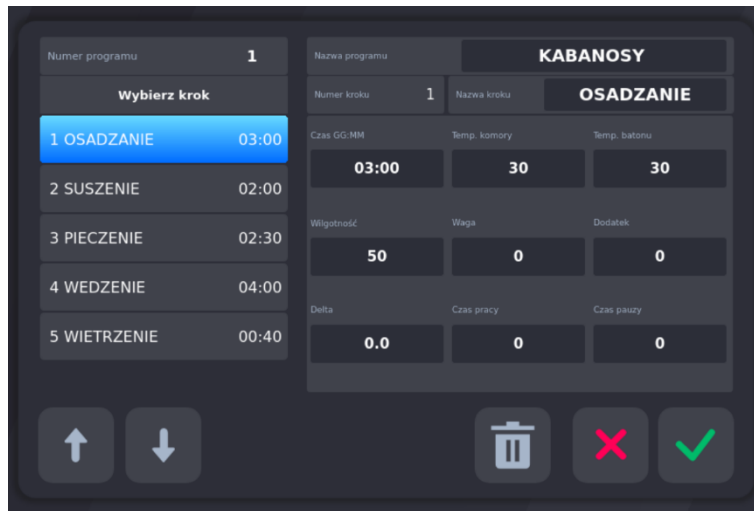 Numer programu 1
Wybierz krok
1 OSADZANIE 03:00
2 SUSZENIE 02:00
3 PIECZENIE 02:30
4 WEDZENIE 04:00
5 WIETRZENIE 00:40
Nazwa programu KABANOSY
Numer kroku 1 Nazwa kroku OSADZANIE
Czas GG:MM Temp. komory Temp. batonu
03:00 30 30
Wilgotność Waga Dodatek
50 0 0
Delta Czas pracy Czas pauzy
0.0 0 0